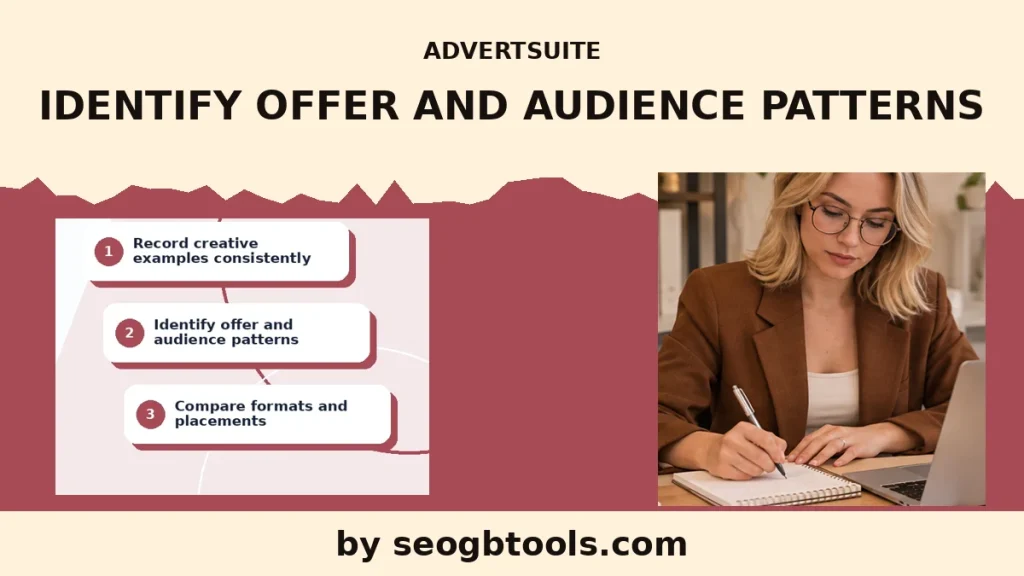 ADVERTSUITE
IDENTIFY OFFER AND AUDIENCE PATTERNS
1
Record creative
examples consistently
2
Identify offer and
audience patterns
3
Compare formats and
placements
by seogbtools.com